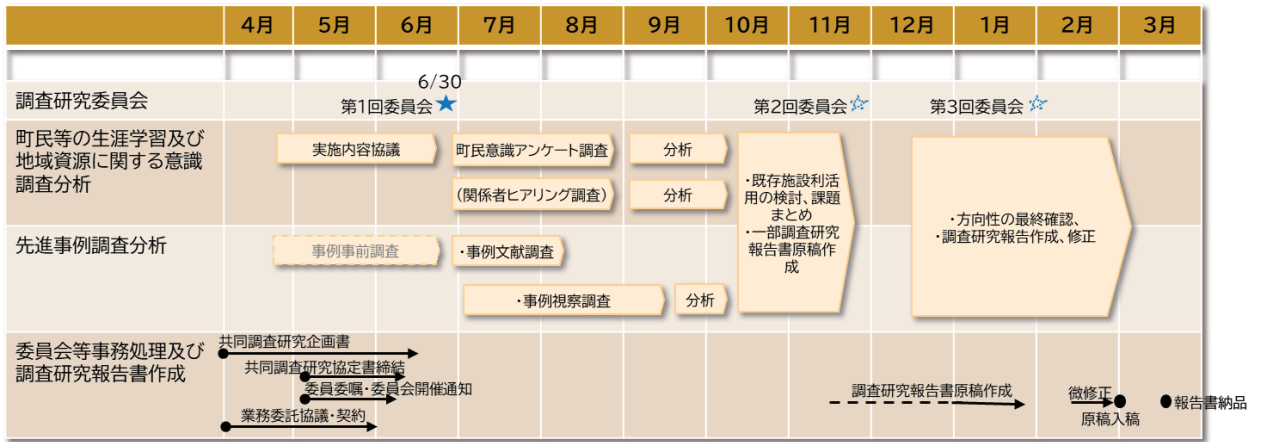 4月 5月 6月 7月 8月 9月 10月 11月 12月 1月 2月 3月
6/30
調査研究委員会
第1回委員会★
第2回委員会☆
第3回委員会☆
町民等の生涯学習及び
地域資源に関する意識
調査分析
実施内容協議
町民意識アンケート調査
分析
(関係者ヒアリング調査)
分析
・既存施設利活
用の検討、課題
まとめ
・一部調査研究
報告書原稿作
成
・方向性の最終確認、
・調査研究報告作成、修正
先進事例調査分析
事例事前調査
・事例文献調査
・事例視察調査
分析
委員会等事務処理及び
調査研究報告書作成
共同調査研究企画書
共同調査研究協定書締結
委員委嘱・委員会開催通知
業務委託協議・契約
調査研究報告書原稿作成
微修正
原稿入稿
報告書納品